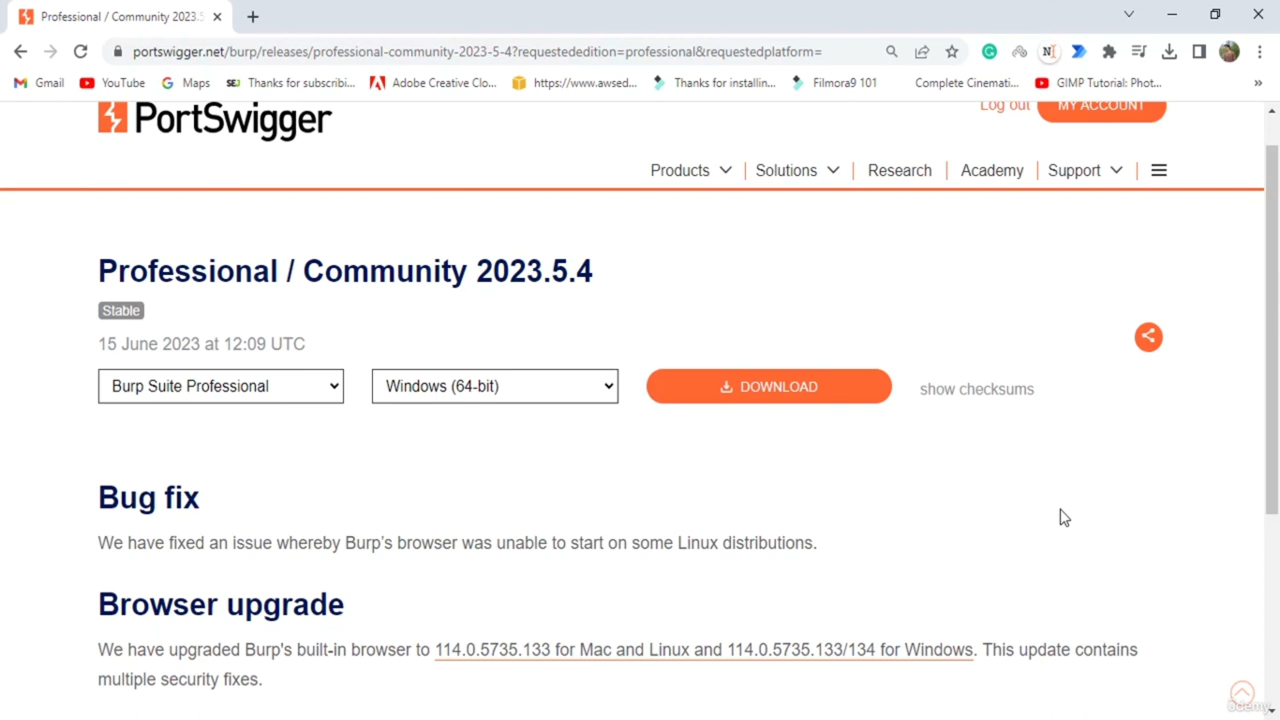 Professional / Community 2023.5
portswigger.net/burp/releases/professional-community-2023-5-4?requestededition=professional&requestedplatform=
Gmail YouTube Maps Thanks for subscribi... Adobe Creative Clo... https://www.awsed... Thanks for installin... Filmora9 101 Complete Cinemati... GIMP Tutorial: Phot... »
PortSwigger
Log out MY ACCOUNT
Products Solutions Research Academy Support
Professional / Community 2023.5.4
Stable
15 June 2023 at 12:09 UTC
Burp Suite Professional Windows (64-bit) DOWNLOAD show checksums
Bug fix
We have fixed an issue whereby Burp's browser was unable to start on some Linux distributions.
Browser upgrade
We have upgraded Burp's built-in browser to 114.0.5735.133 for Mac and Linux and 114.0.5735.133/134 for Windows. This update contains
multiple security fixes.
ûdemy